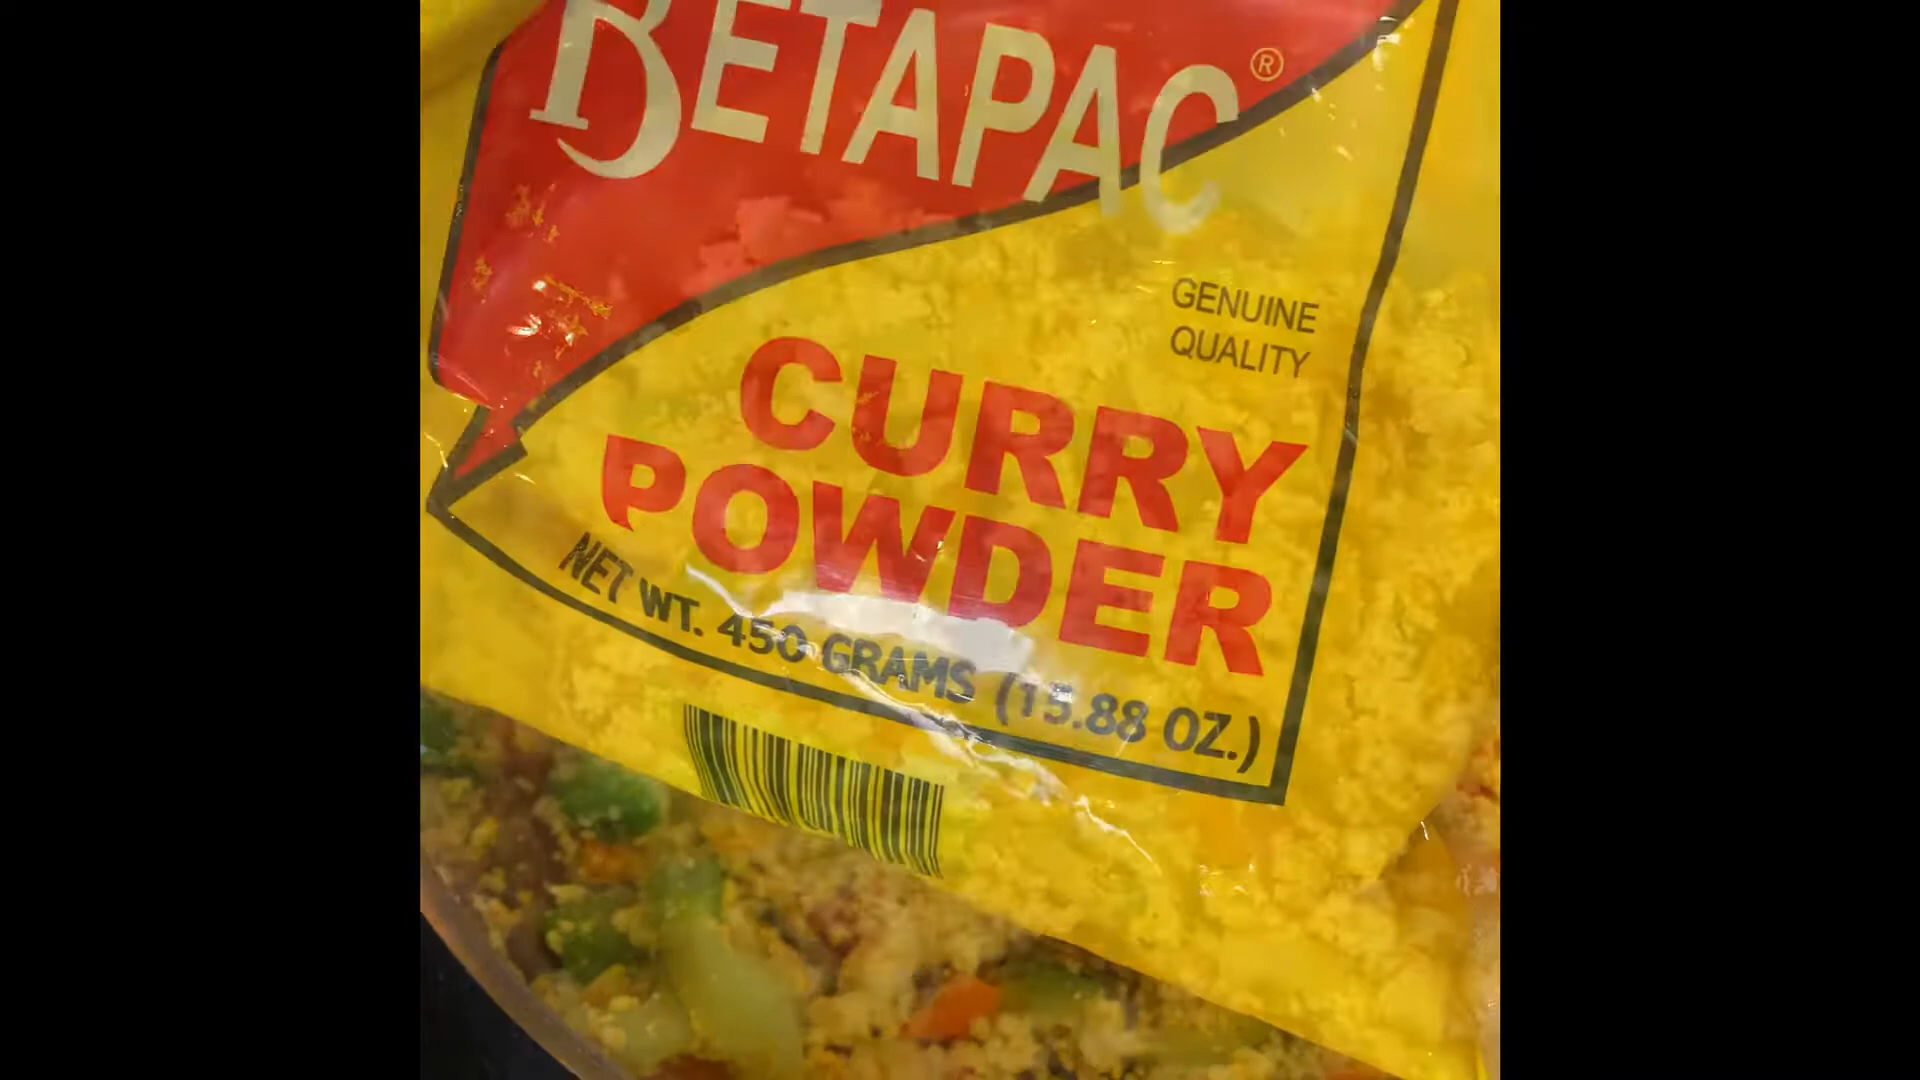 BETAPAC®
GENUINE
QUALITY
CURRY
POWDER
NET WT. 450 GRAMS (15.88 OZ.)